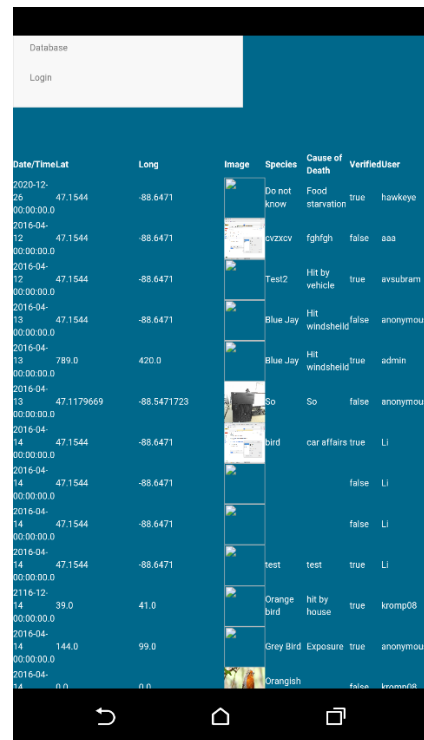 Database
Login
Date/Time Lat Long Image Species Cause of Death Verified User
2020-12-26 00:00:00.0 47.1544 -88.6471 Do not know Food starvation true hawkeye
2016-04-12 00:00:00.0 47.1544 -88.6471 cvzxcv fghfgh false aaa
2016-04-12 00:00:00.0 47.1544 -88.6471 Test2 Hit by vehicle true avsubram
2016-04-13 00:00:00.0 47.1544 -88.6471 Blue Jay Hit windsheild false anonymou
2016-04-13 00:00:00.0 789.0 420.0 Blue Jay Hit windsheild true admin
2016-04-13 00:00:00.0 47.1179669 -88.5471723 So So false anonymou
2016-04-14 00:00:00.0 47.1544 -88.6471 bird car affairs true Li
2016-04-14 00:00:00.0 47.1544 -88.6471 false Li
2016-04-14 00:00:00.0 47.1544 -88.6471 false Li
2016-04-14 00:00:00.0 47.1544 -88.6471 test test true Li
2116-12-14 00:00:00.0 39.0 41.0 Orange bird hit by house true kromp08
2016-04-14 00:00:00.0 144.0 99.0 Grey Bird Exposure true anonymou
2016-04-14 0.0 0.0 Orangish false kromp08